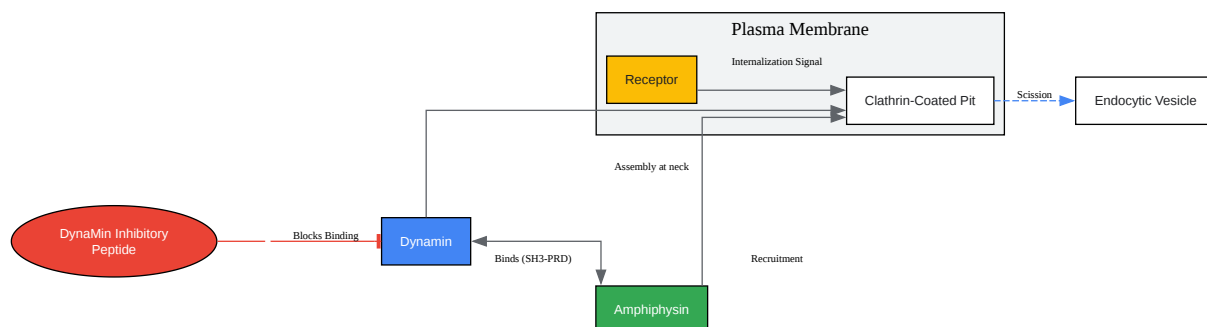 Plasma Membrane
Internalization Signal
Receptor
Clathrin-Coated Pit
Scission
Endocytic Vesicle
Assembly at neck
DynaMin Inhibitory
Peptide
Blocks Binding
Dynamin
Binds (SH3-PRD)
Recruitment
Amphiphysin